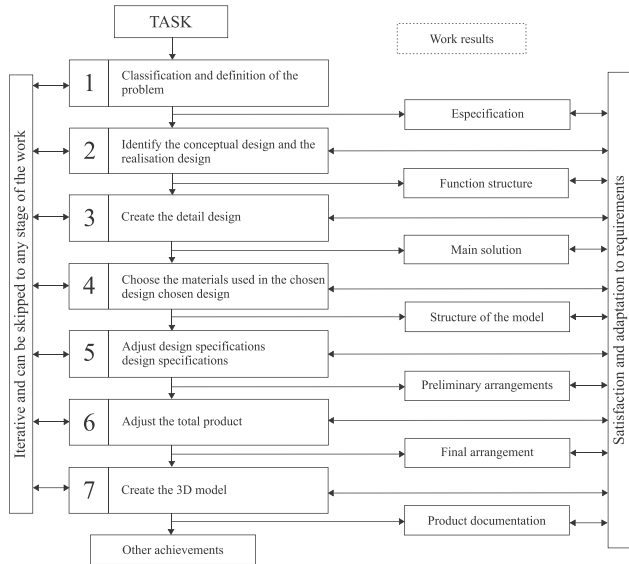 TASK
Work results
1
Classification and definition of the
problem
Especification
2
Identify the conceptual design and the
realisation design
Function structure
3
Create the detail design
Main solution
4
Choose the materials used in the chosen
design chosen design
Structure of the model
5
Adjust design specifications
design specifications
Preliminary arrangements
6
Adjust the total product
Final arrangement
7
Create the 3D model
Product documentation
Other achievements
Iterative and can be skipped to any stage of the work
Satisfaction and adaptation to requirements